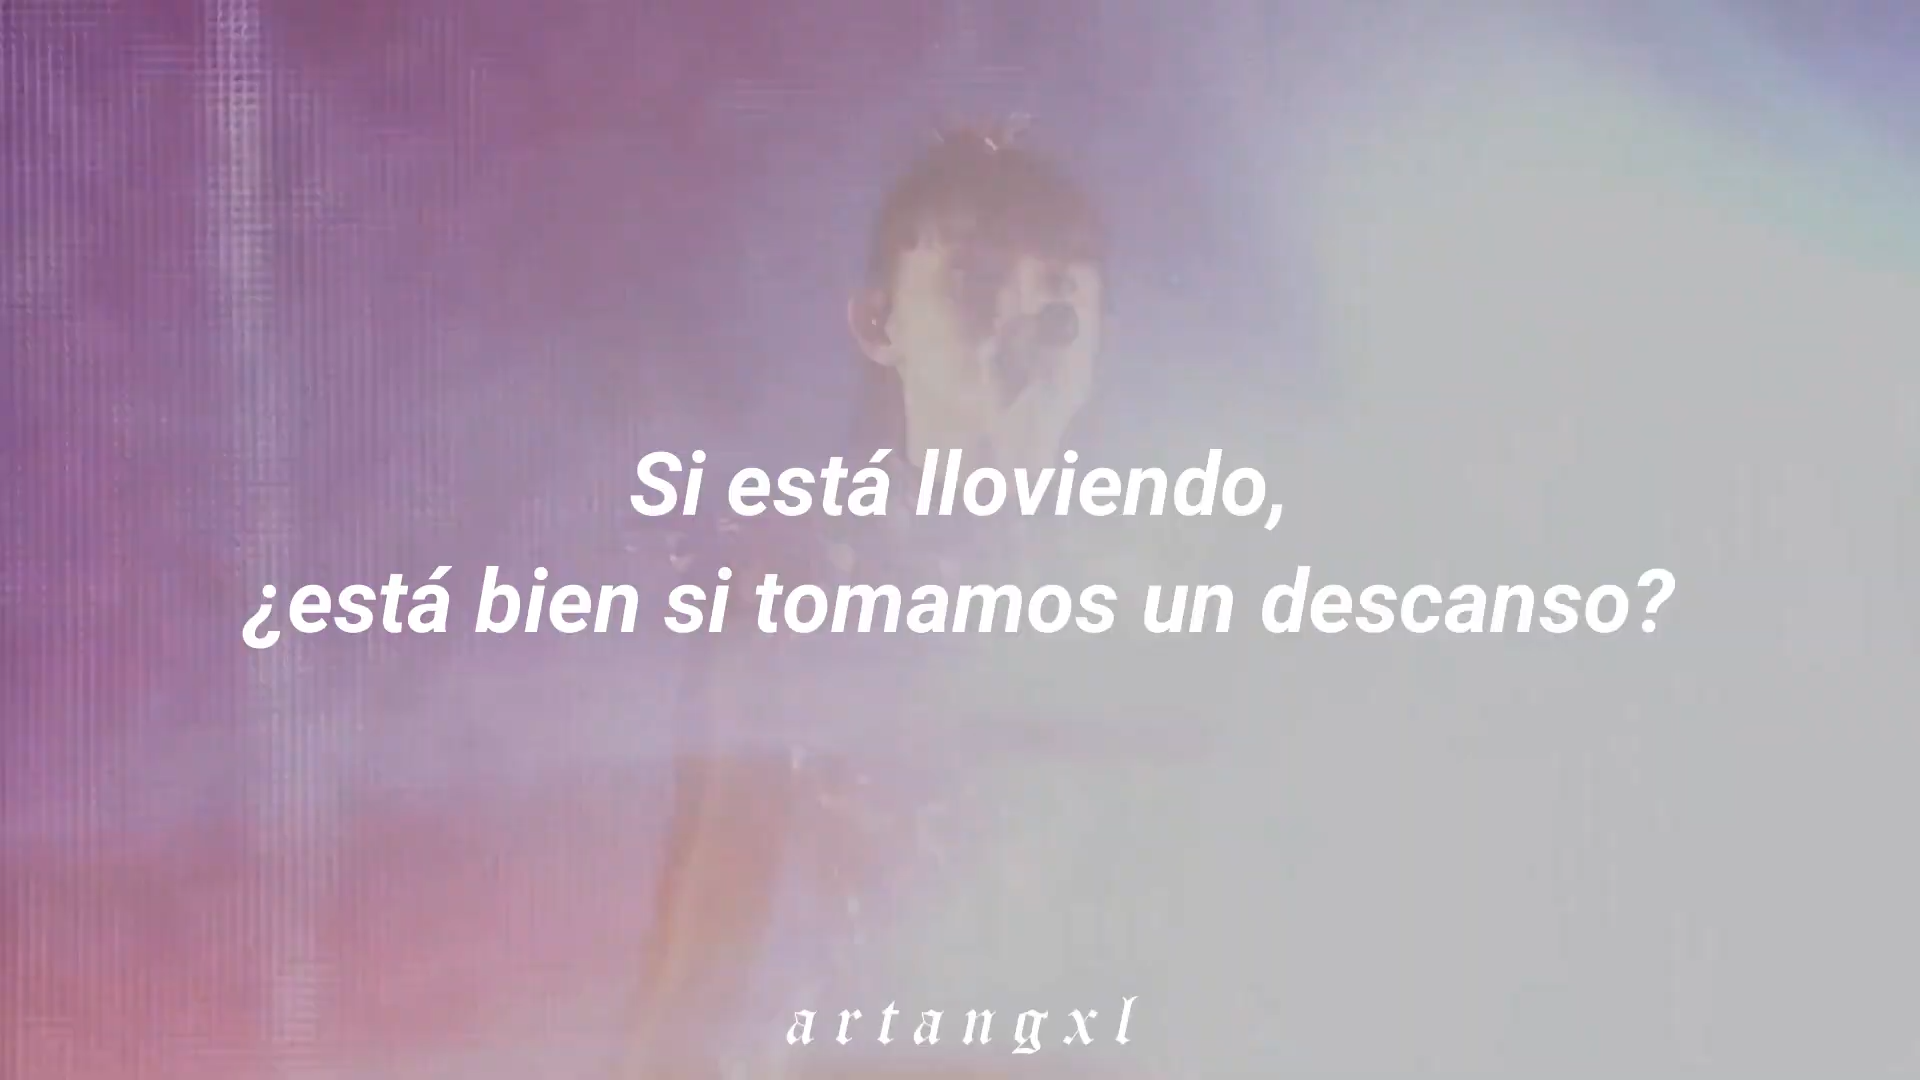 Si está lloviendo,
¿está bien si tomamos un descanso?
artangxl